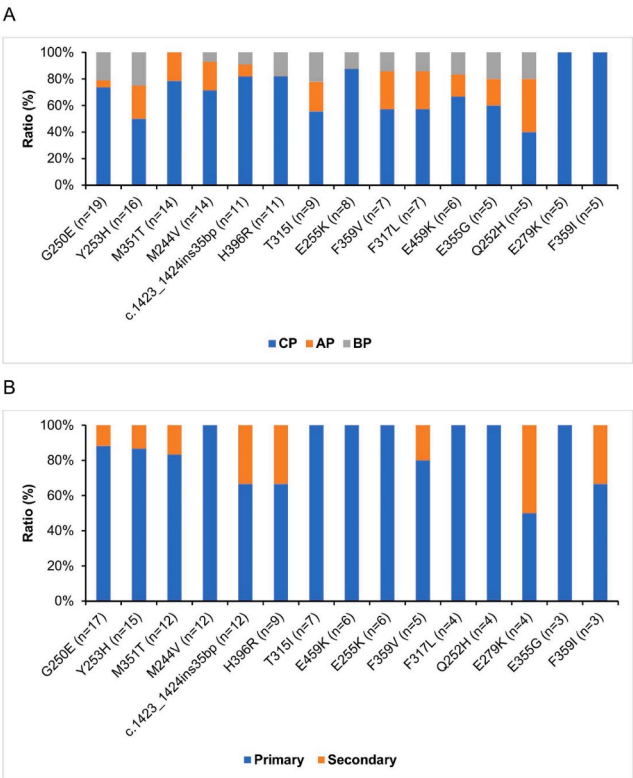 A
100%
80%
60%
40%
20%
0%
Ratio (%)
G250E (n=19)
Y253H (n=16)
M351T (n=14)
M244V (n=14)
c.1423_1424ins35bp (n=11)
H396R (n=11)
T315I (n=9)
E255K (n=8)
F359V (n=7)
F317L (n=7)
E459K (n=6)
E355G (n=5)
Q252H (n=5)
E279K (n=5)
F359I (n=5)
CP AP BP
B
100%
80%
60%
40%
20%
0%
Ratio (%)
G250E (n=17)
Y253H (n=15)
M351T (n=12)
M244V (n=12)
c.1423_1424ins35bp (n=12)
H396R (n=9)
T315I (n=7)
E459K (n=6)
E255K (n=6)
F359V (n=5)
F317L (n=4)
Q252H (n=4)
E279K (n=4)
E355G (n=3)
F359I (n=3)
Primary Secondary